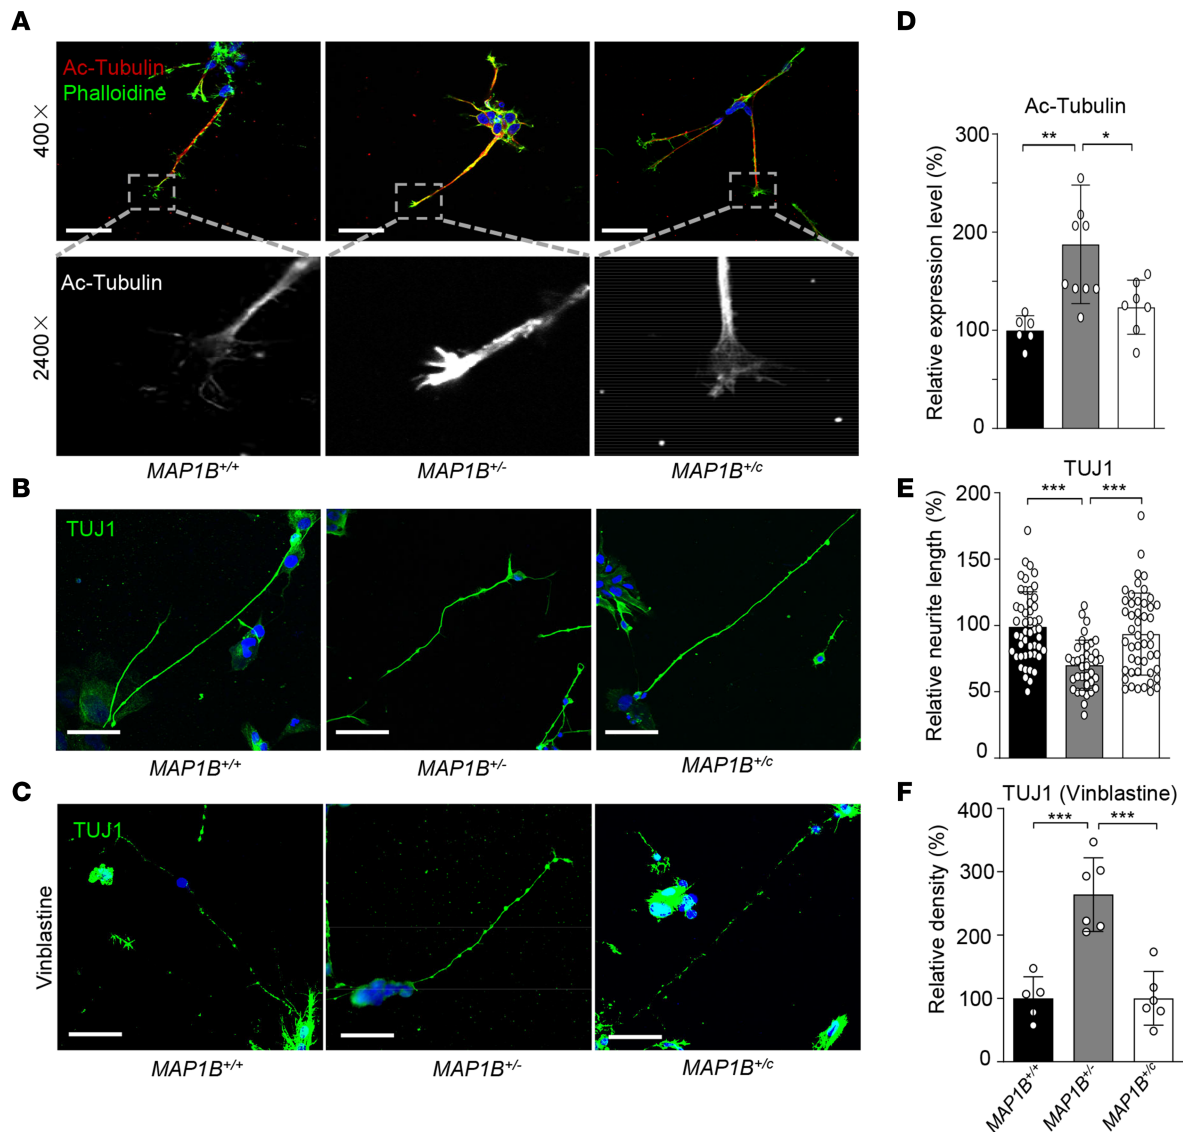 A
Ac-Tubulin
Phalloidine
400×
Ac-Tubulin
2400×
MAP1B+/+
MAP1B+/-
MAP1B+/c
B
TUJ1
MAP1B+/+
MAP1B+/-
MAP1B+/c
C
TUJ1
Vinblastine
MAP1B+/+
MAP1B+/-
MAP1B+/c
D
Ac-Tubulin
Relative expression level (%)
300
200
100
0
**
*
E
TUJ1
Relative neurite length (%)
200
150
100
50
0
***
***
F
TUJ1 (Vinblastine)
Relative density (%)
400
300
200
100
0
***
***
MAP1B+/+
MAP1B+/-
MAP1B+/c